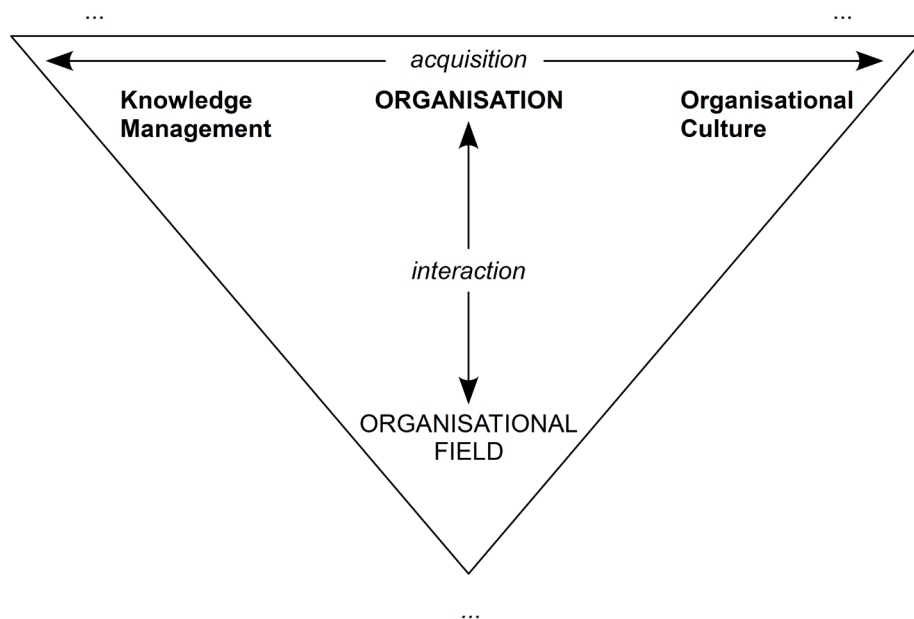 ... ...
acquisition
Knowledge
Management
ORGANISATION
Organisational
Culture
interaction
ORGANISATIONAL
FIELD
...